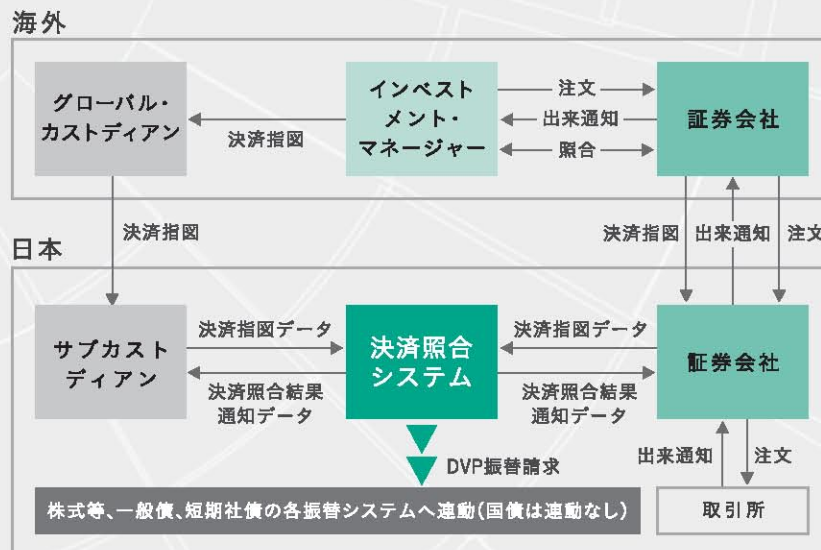 海外
グローバル・
カストディアン
決済指図
インベスト
メント・
マネージャー
注文
出来通知
照合
証券会社
決済指図
決済指図
出来通知
注文
日本
サブカスト
ディアン
決済指図データ
決済照合結果
通知データ
決済照合
システム
決済指図データ
決済照合結果
通知データ
証券会社
DVP振替請求
出来通知
注文
株式等、一般債、短期社債の各振替システムへ連動(国債は連動なし)
取引所